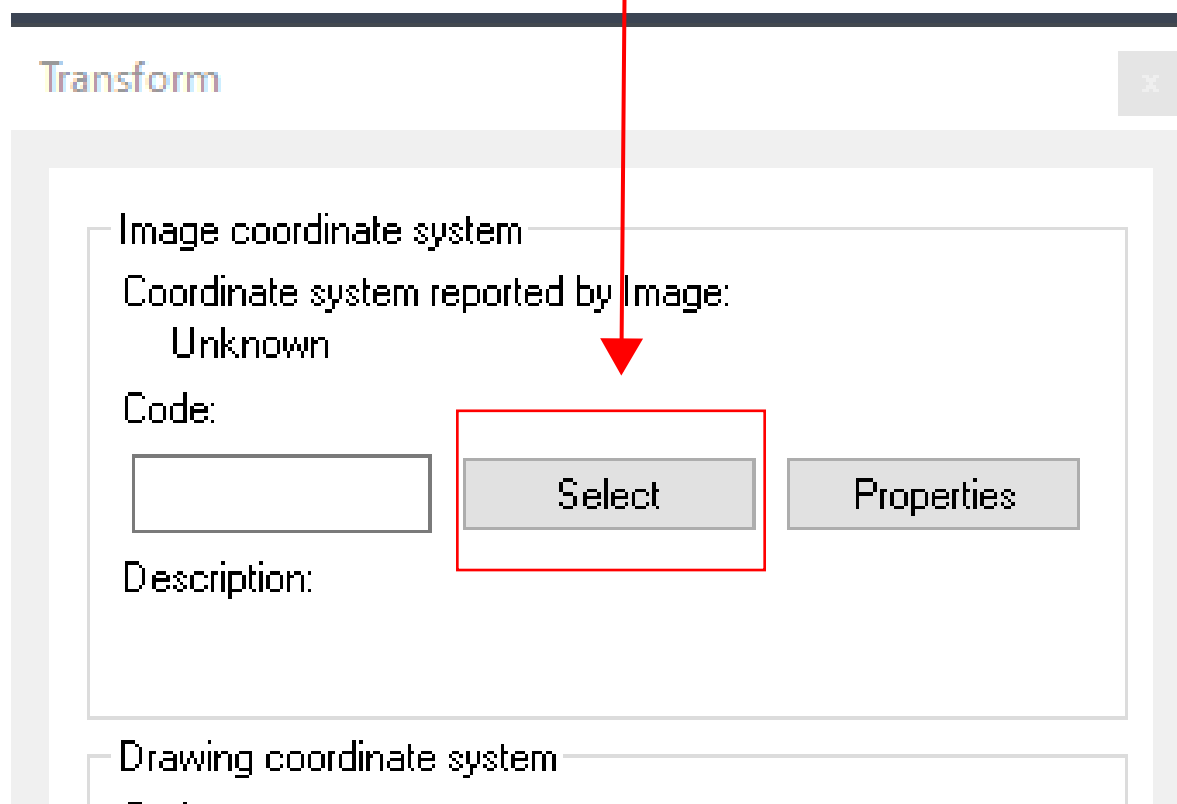 Transform
x
Image coordinate system
Coordinate system reported by Image:
Unknown
Code:
Select
Properties
Description:
Drawing coordinate system